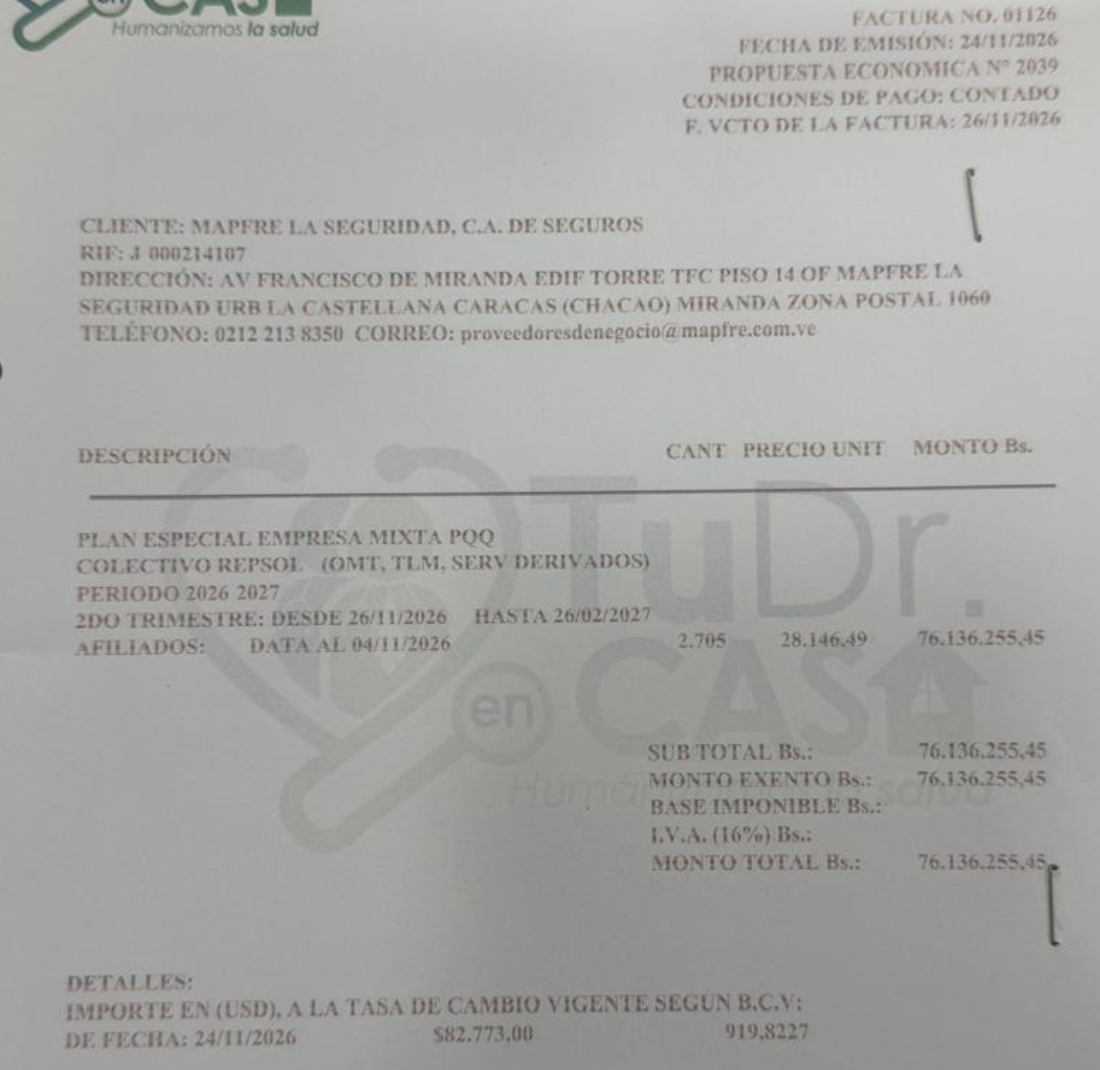 en CASA
Humanizamos la salud
FACTURA NO. 01126
FECHA DE EMISIÓN: 24/11/2026
PROPUESTA ECONOMICA Nº 2039
CONDICIONES DE PAGO: CONTADO
F. VCTO DE LA FACTURA: 26/11/2026
CLIENTE: MAPFRE LA SEGURIDAD, C.A. DE SEGUROS
RIF: J 000214107
DIRECCIÓN: AV FRANCISCO DE MIRANDA EDIF TORRE TFC PISO 14 OF MAPFRE LA
SEGURIDAD URB LA CASTELLANA CARACAS (CHACAO) MIRANDA ZONA POSTAL 1060
TELÉFONO: 0212 213 8350 CORREO: proveedoresdenegocio@mapfre.com.ve
DESCRIPCIÓN CANT PRECIO UNIT MONTO Bs.
PLAN ESPECIAL EMPRESA MIXTA PQQ
COLECTIVO REPSOL (OMT, TLM, SERV DERIVADOS)
PERIODO 2026 2027
2DO TRIMESTRE: DESDE 26/11/2026 HASTA 26/02/2027
AFILIADOS: DATA AL 04/11/2026 2.705 28.146,49 76.136.255,45
TuDr.
en CASA
SUB TOTAL Bs.: 76.136.255,45
MONTO EXENTO Bs.: 76.136.255,45
BASE IMPONIBLE Bs.:
I.V.A. (16%) Bs.:
MONTO TOTAL Bs.: 76.136.255,45
DETALLES:
IMPORTE EN (USD), A LA TASA DE CAMBIO VIGENTE SEGÚN B.C.V:
DE FECHA: 24/11/2026 $82.773,00 919,8227